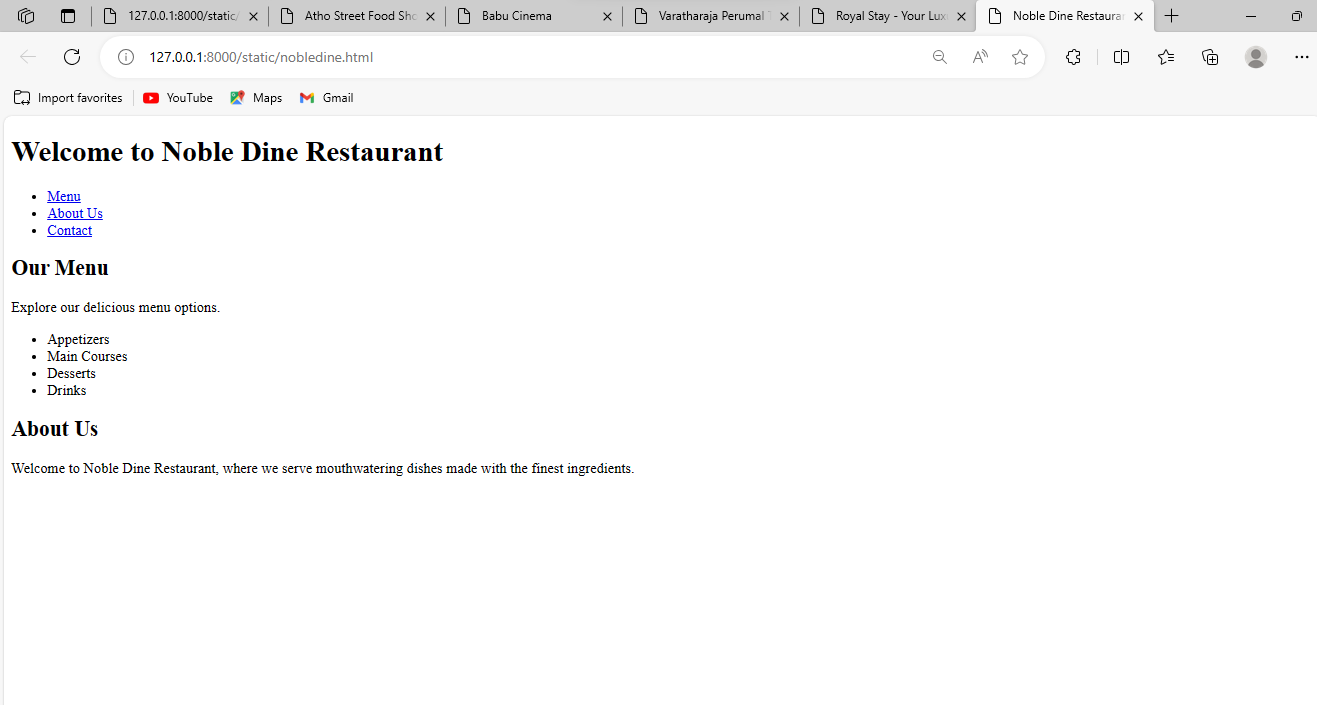 127.0.0.1:8000/static/
Atho Street Food Sho
Babu Cinema
Varatharaja Perumal T
Royal Stay - Your Lux
Noble Dine Restaurar
127.0.0.1:8000/static/nobledine.html
Import favorites
YouTube
Maps
Gmail
Welcome to Noble Dine Restaurant
Menu
About Us
Contact
Our Menu
Explore our delicious menu options.
Appetizers
Main Courses
Desserts
Drinks
About Us
Welcome to Noble Dine Restaurant, where we serve mouthwatering dishes made with the finest ingredients.